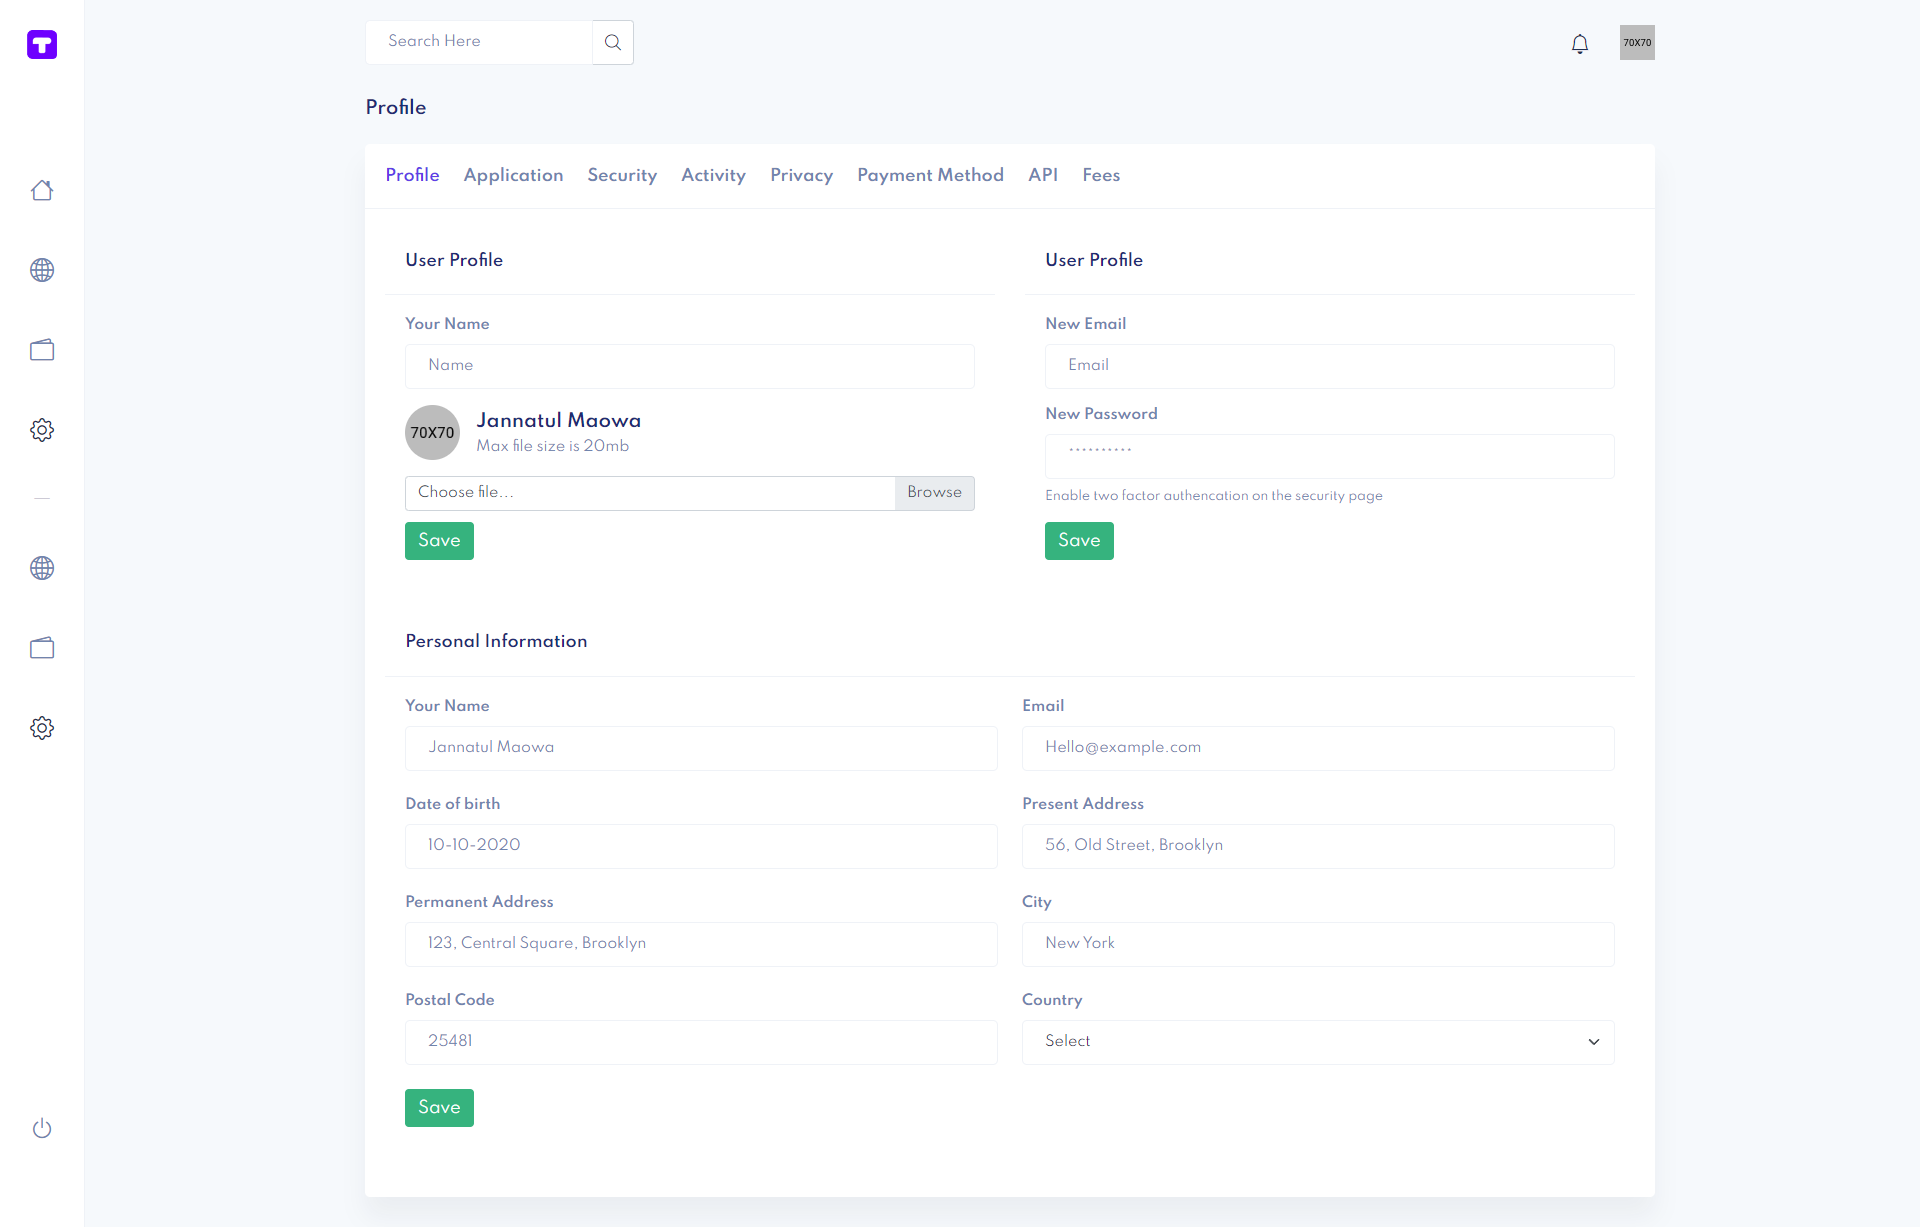 Search Here
70X70
Profile
Profile Application Security Activity Privacy Payment Method API Fees
User Profile
Your Name
Name
70X70
Jannatul Maowa
Max file size is 20mb
Choose file...
Browse
Save
User Profile
New Email
Email
New Password
••••••••••
Enable two factor authencation on the security page
Save
Personal Information
Your Name
Jannatul Maowa
Email
Hello@example.com
Date of birth
10-10-2020
Present Address
56, Old Street, Brooklyn
Permanent Address
123, Central Square, Brooklyn
City
New York
Postal Code
25481
Country
Select
Save